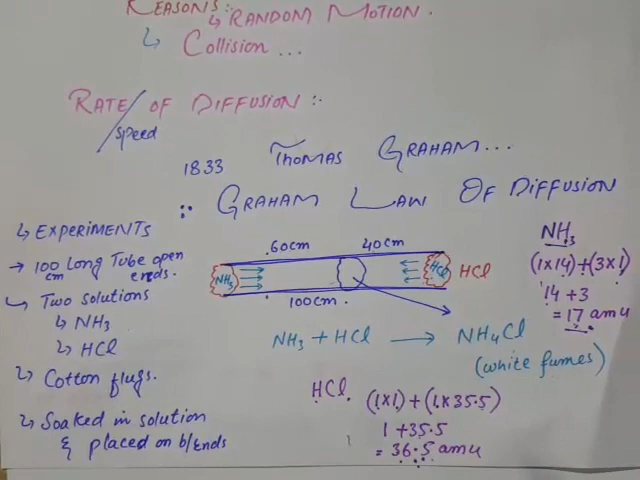 REASONS :-
↳ RANDOM MOTION.
↳ Collision ...
RATE/ OF DIFFUSION :-
/speed
1833 THOMAS GRAHAM...
:: GRAHAM LAW OF DIFFUSION
↳ EXPERIMENTS
→ 100 cm Long Tube open ends.
↳ Two solutions
↳ NH3
↳ HCl
↳ Cotton flugs.
↳ Soaked in solution
& placed on b/ends
60cm 40cm
NH3 HCl HCl
100cm.
NH3 + HCl → NH4Cl
(white fumes)
NH3
(1x14)+(3x1)
14+3
= 17 amu
HCl. (1x1) + (1x35.5)
1 + 35.5
= 36.5 amu